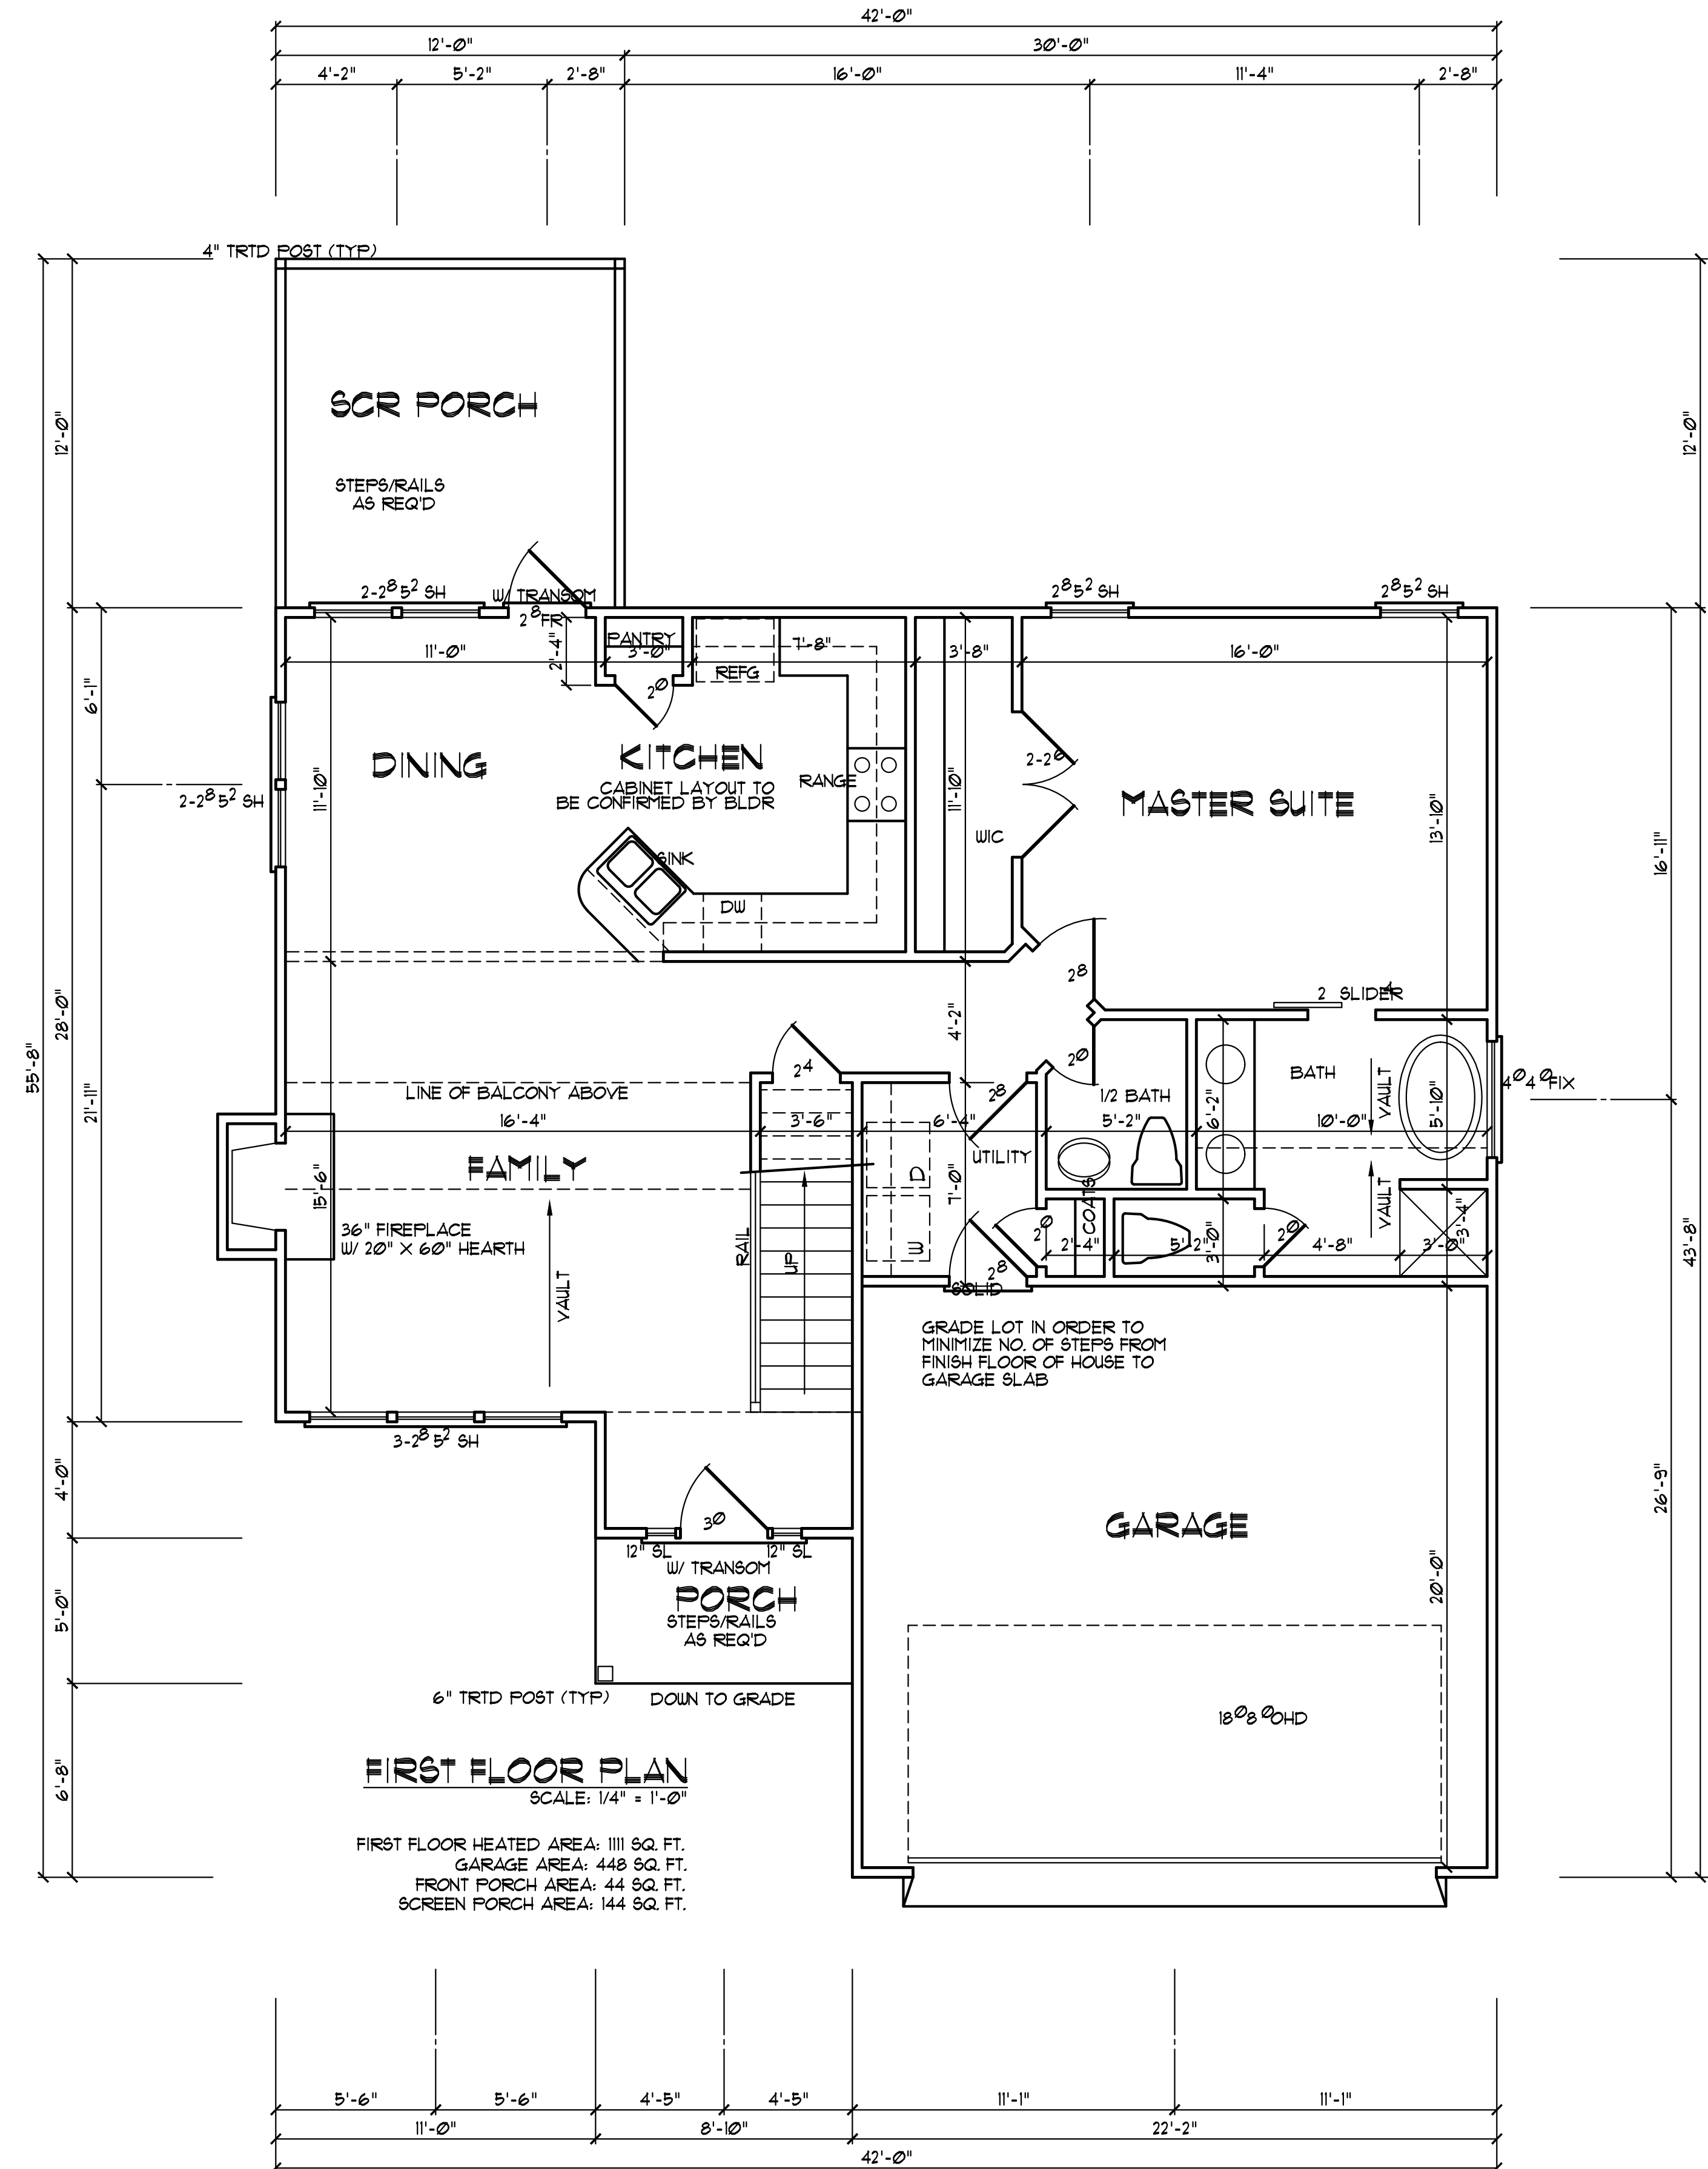 42'-0"
12'-0" 30'-0"
4'-2" 5'-2" 2'-8" 16'-0" 11'-4" 2'-8"
4" TRTD POST (TYP)
SCR PORCH
12'-0"
12'-0"
STEPS/RAILS
AS REQ'D
2-2⁸5² SH
W/ TRANSOM
2⁸ FR
2⁸5² SH
2⁸5² SH
PANTRY
11'-0" 2'-4" 3'-0" 7'-8" 3'-8" 16'-0"
REFG
2⁰
6'-1"
DINING
KITCHEN
CABINET LAYOUT TO
BE CONFIRMED BY BLDR
RANGE
2-2⁶
2-2⁸5² SH
11'-10"
11'-10"
MASTER SUITE
13'-10"
WIC
16'-11"
SINK
DW
2⁸
2⁴ SLIDER
28'-0"
55'-8"
21'-11"
4'-2"
2⁴
2⁰
2⁸
BATH
4⁰4⁰ FIX
LINE OF BALCONY ABOVE
1/2 BATH
VAULT
16'-4" 3'-6" 6'-4" 5'-2" 6'-2" 10'-0" 5'-10"
FAMILY
UTILITY
D
7'-0"
15'-6"
COATS
VAULT
36" FIREPLACE
W/ 20" X 60" HEARTH
RAIL
UP
W
2⁰
2'-4" 5'-2" 3'-0" 2⁰ 4'-8" 3'-0" 3'-4"
43'-8"
2⁸
SOLID
VAULT
GRADE LOT IN ORDER TO
MINIMIZE NO. OF STEPS FROM
FINISH FLOOR OF HOUSE TO
GARAGE SLAB
3-2⁸5² SH
4'-0"
26'-9"
3⁰
GARAGE
12" SL 12" SL
W/ TRANSOM
PORCH
STEPS/RAILS
AS REQ'D
5'-0"
20'-0"
6" TRTD POST (TYP) DOWN TO GRADE
18⁰8⁰ OHD
6'-8"
FIRST FLOOR PLAN
SCALE: 1/4" = 1'-0"
FIRST FLOOR HEATED AREA: 1111 SQ. FT.
GARAGE AREA: 448 SQ. FT.
FRONT PORCH AREA: 44 SQ. FT.
SCREEN PORCH AREA: 144 SQ. FT.
5'-6" 5'-6" 4'-5" 4'-5" 11'-1" 11'-1"
11'-0" 8'-10" 22'-2"
42'-0"